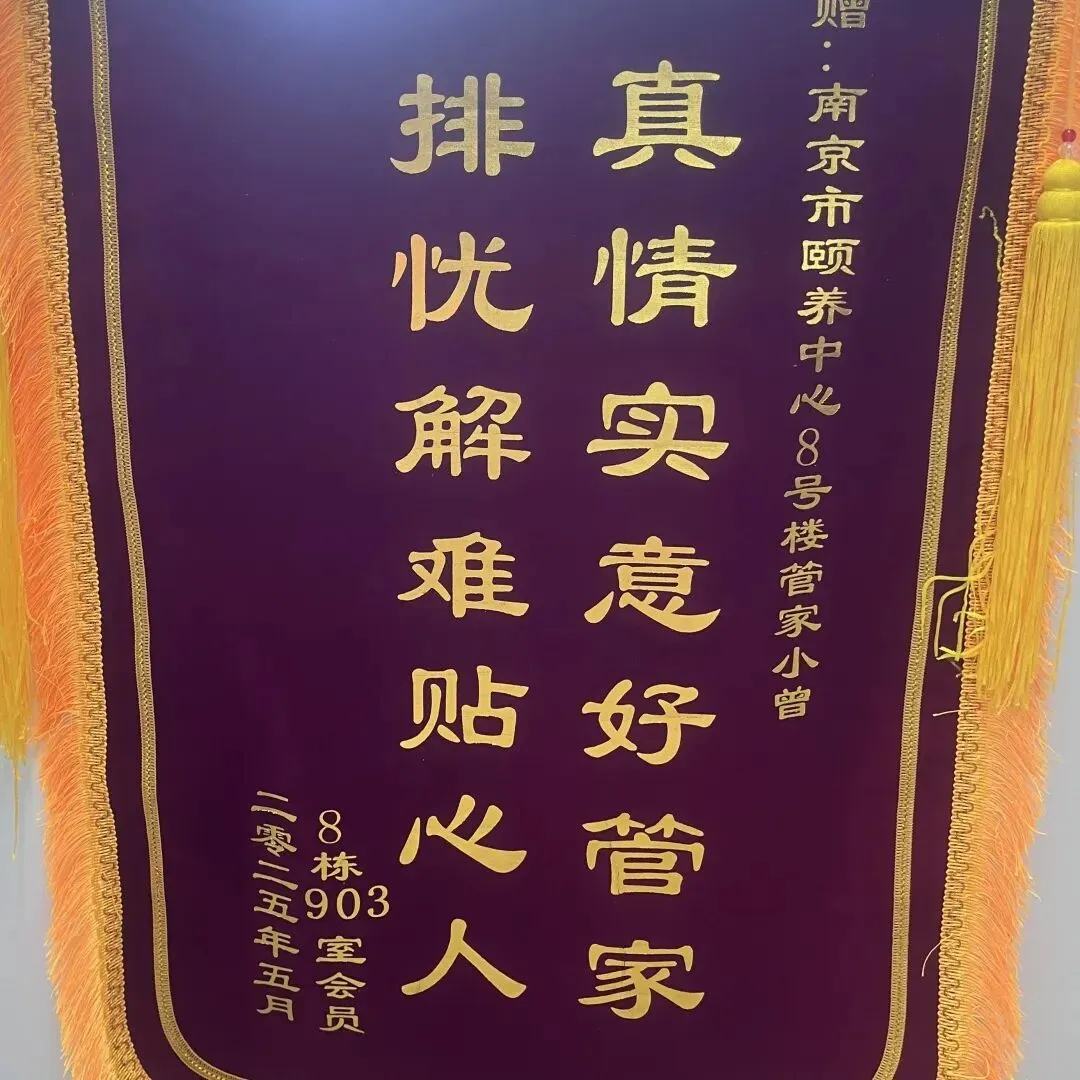 赠：南京市颐养中心8号楼管家小曾
真情实意好管家
排忧解难贴心人
8栋903室会员
二零二五年五月